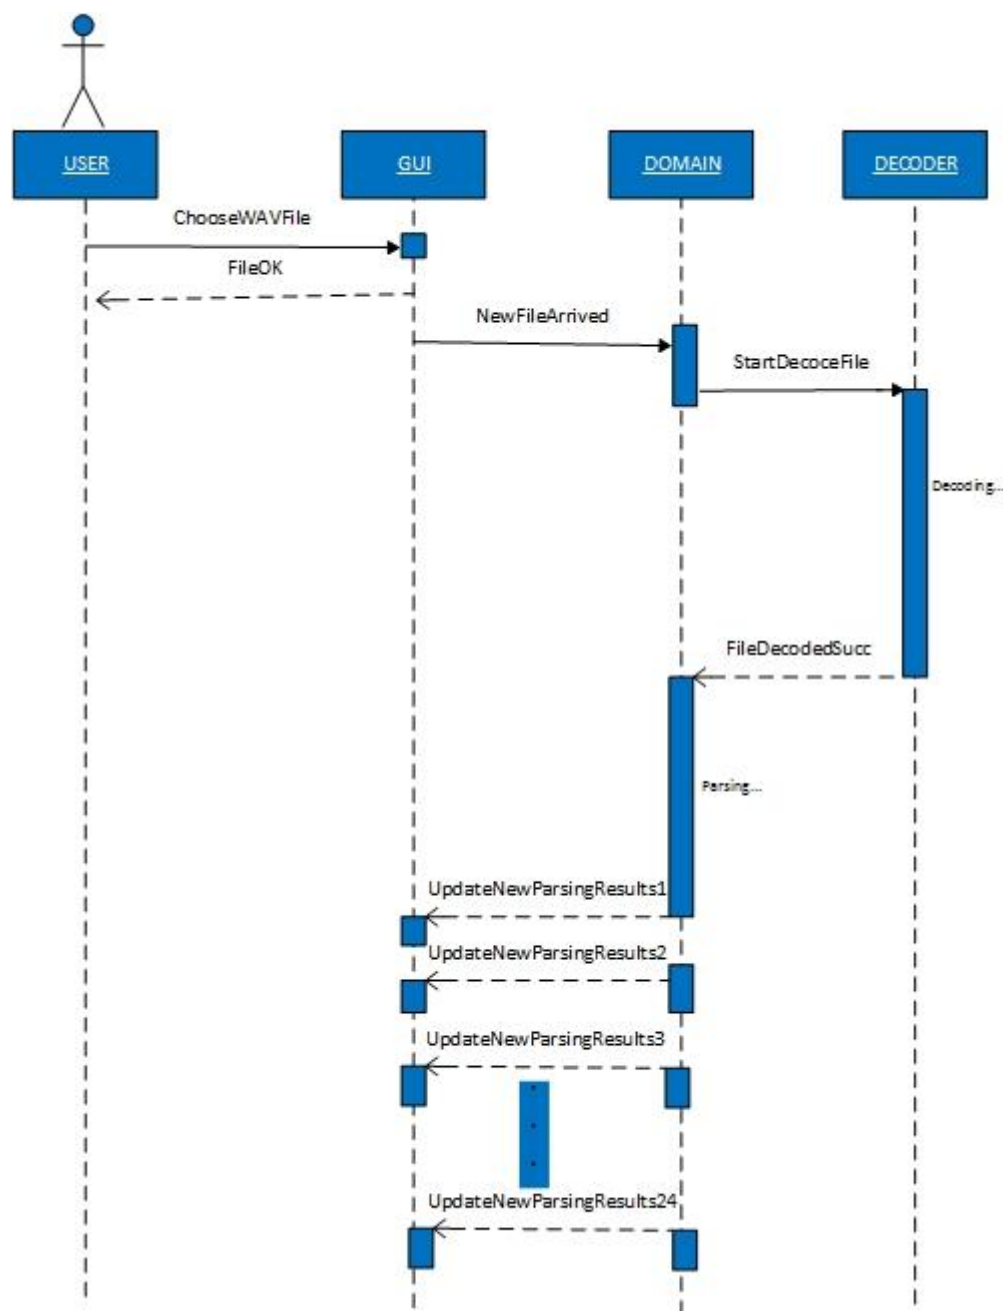 USER
GUI
DOMAIN
DECODER
ChooseWAVFile
FileOK
NewFileArrived
StartDecoceFile
Decoding...
FileDecodedSucc
Parsing...
UpdateNewParsingResults1
UpdateNewParsingResults2
UpdateNewParsingResults3
UpdateNewParsingResults24